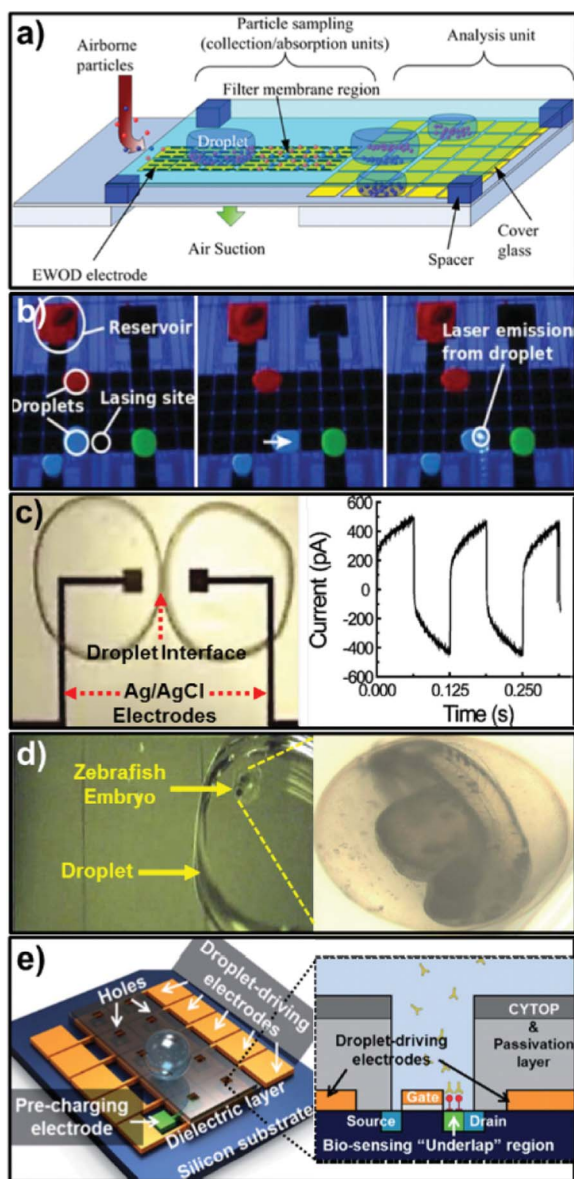 a)
Airborne
particles
Particle sampling
(collection/absorption units)
Filter membrane region
Analysis unit
Droplet
EWOD electrode
Air Suction
Spacer
Cover
glass
b)
Reservoir
Droplets
Lasing site
Laser emission
from droplet
c)
Droplet Interface
Ag/AgCl
Electrodes
Current (pA)
600
400
200
0
-200
-400
-600
0.000 0.125 0.250
Time (s)
d)
Zebrafish
Embryo
Droplet
e)
Holes
Droplet-driving
electrodes
Pre-charging
electrode
Dielectric layer
Silicon substrate
CYTOP
&
Passivation
layer
Droplet-driving
electrodes
Gate
Source
Drain
Bio-sensing "Underlap" region